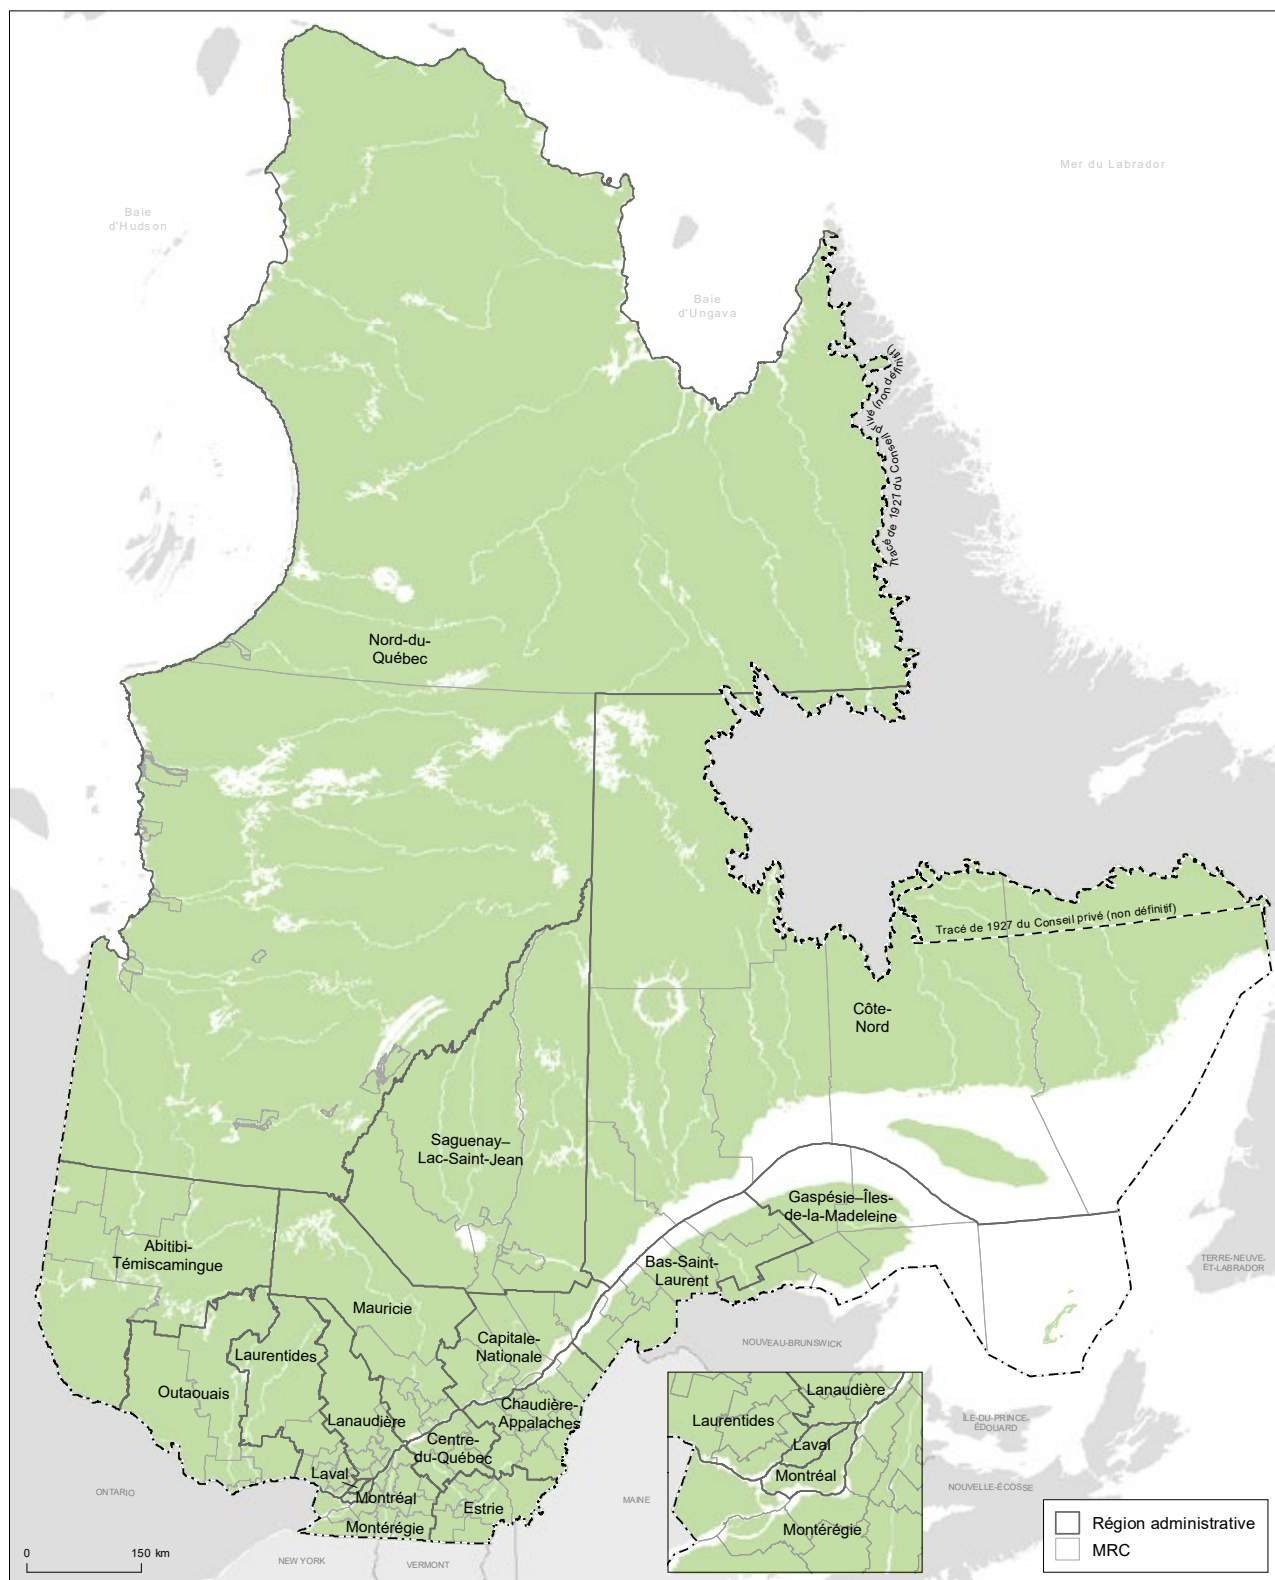 Mer du Labrador
Baie
d'Hudson
Baie
d'Ungava
Tracé de 1927 du Conseil privé (non définitif)
Nord-du-
Québec
Tracé de 1927 du Conseil privé (non définitif)
Côte-
Nord
Saguenay–
Lac-Saint-Jean
Gaspésie–Îles-
de-la-Madeleine
Abitibi-
Témiscamingue
Bas-Saint-
Laurent
TERRE-NEUVE-
ET-LABRADOR
Mauricie
Capitale-
Nationale
NOUVEAU-BRUNSWICK
Laurentides
Outaouais
Chaudière-
Appalaches
Lanaudière
Centre-
du-Québec
Laval
Montréal
Estrie
Montérégie
Lanaudière
Laurentides
Laval
Montréal
Montérégie
ÎLE-DU-PRINCE-
ÉDOUARD
NOUVELLE-ÉCOSSE
ONTARIO
MAINE
NEW YORK
VERMONT
Région administrative
MRC
0 150 km